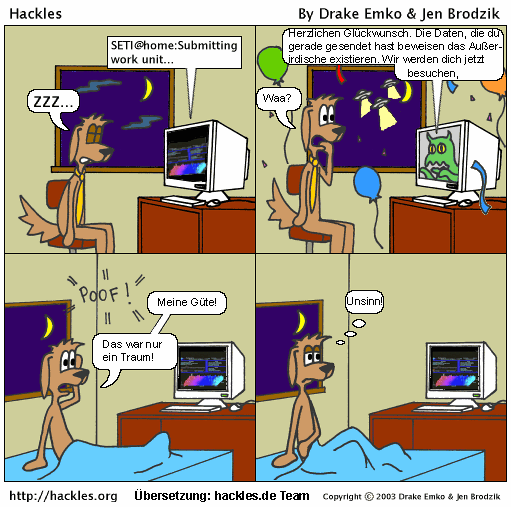 Hackles
By Drake Emko & Jen Brodzik
SETI@home:Submitting
work unit...
ZZZ...
Herzlichen Glückwunsch. Die Daten, die du
gerade gesendet hast beweisen das Außer-
irdische existieren. Wir werden dich jetzt
besuchen,
Waa?
POOF!
Meine Güte!
Das war nur
ein Traum!
Unsinn!
http://hackles.org
Übersetzung: hackles.de Team
Copyright © 2003 Drake Emko & Jen Brodzik